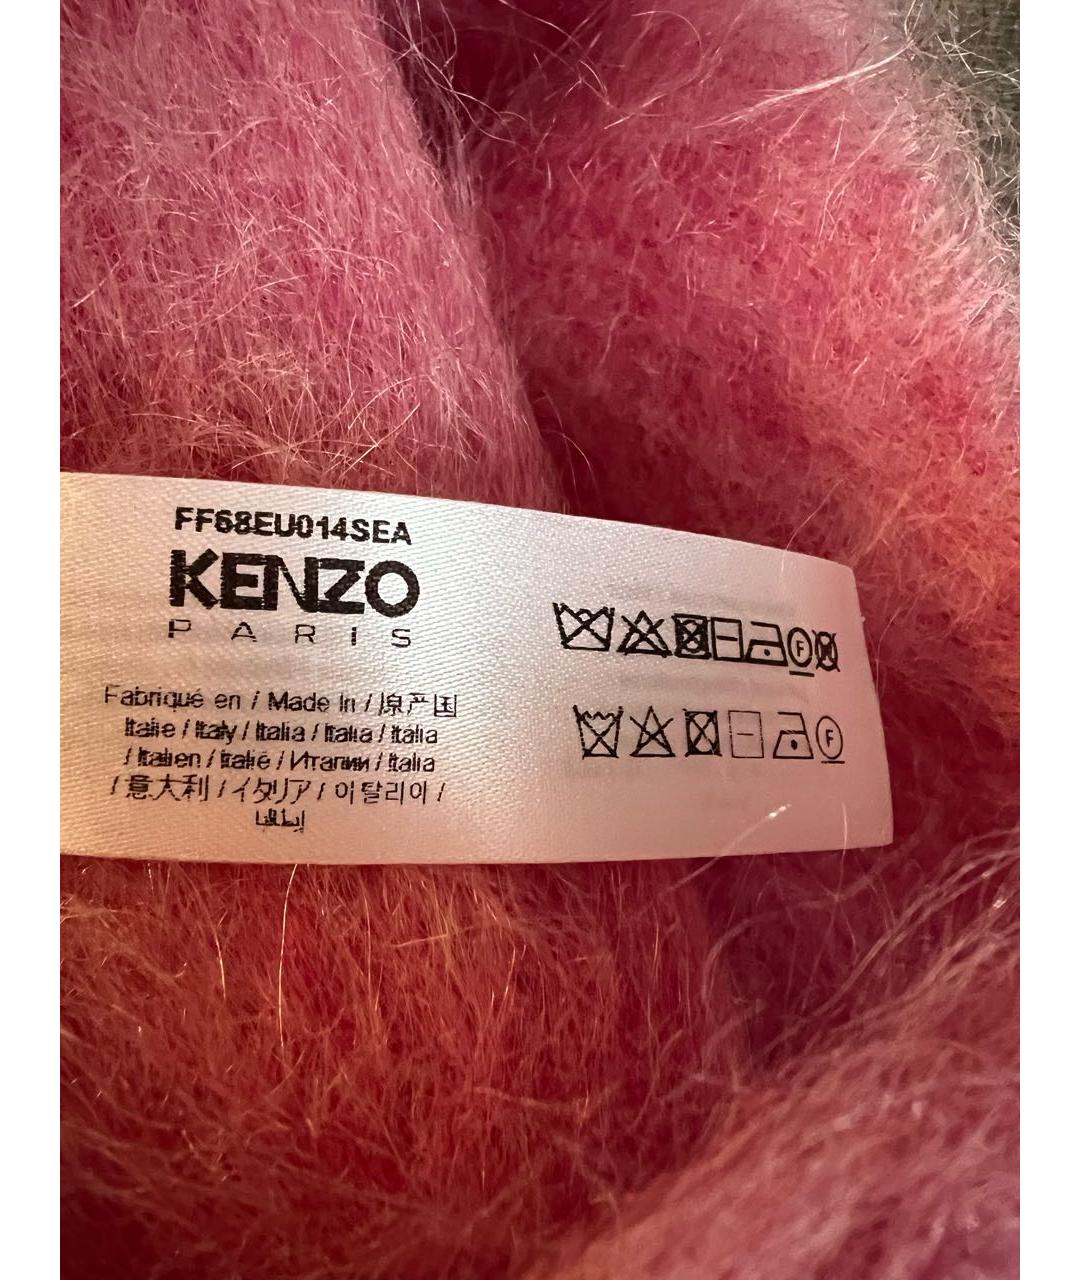 FF68EU014SEA
KENZO
PARIS
Fabriqué en / Made In / 原产国
Italie / Italy / Italia / Italia / Italia
/ Italien / Italië / Италии / Italia
/ 意大利 / イタリア / 이탈리아 /
F
F